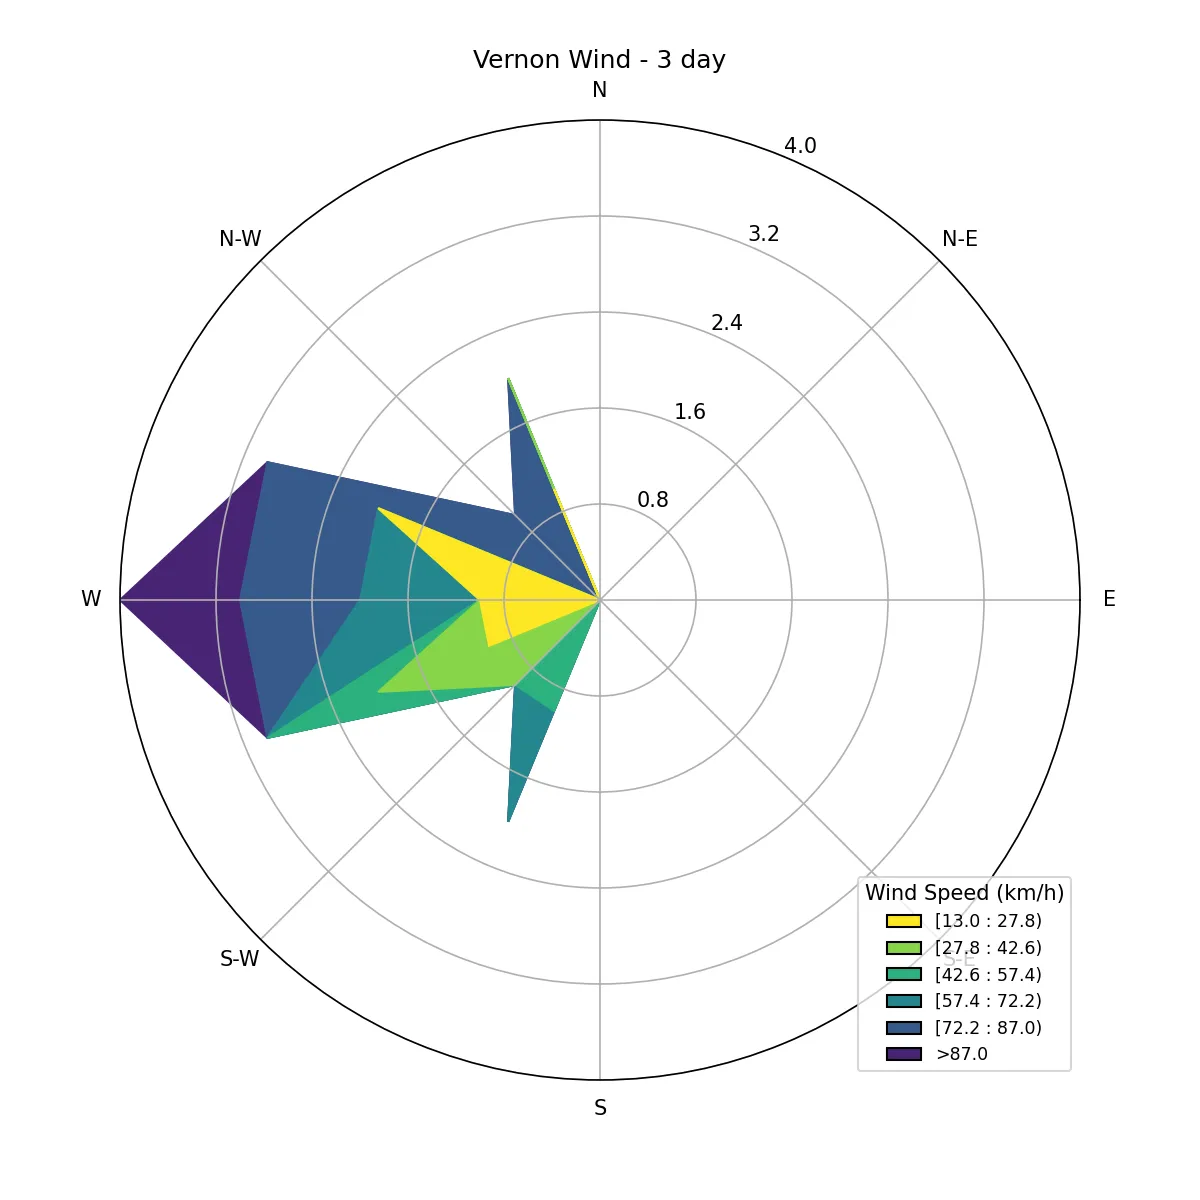 Vernon Wind - 3 day
N
4.0
N-W
N-E
3.2
2.4
1.6
0.8
W
E
S-W
S-E
S
Wind Speed (km/h)
[13.0 : 27.8)
[27.8 : 42.6)
[42.6 : 57.4)
[57.4 : 72.2)
[72.2 : 87.0)
>87.0